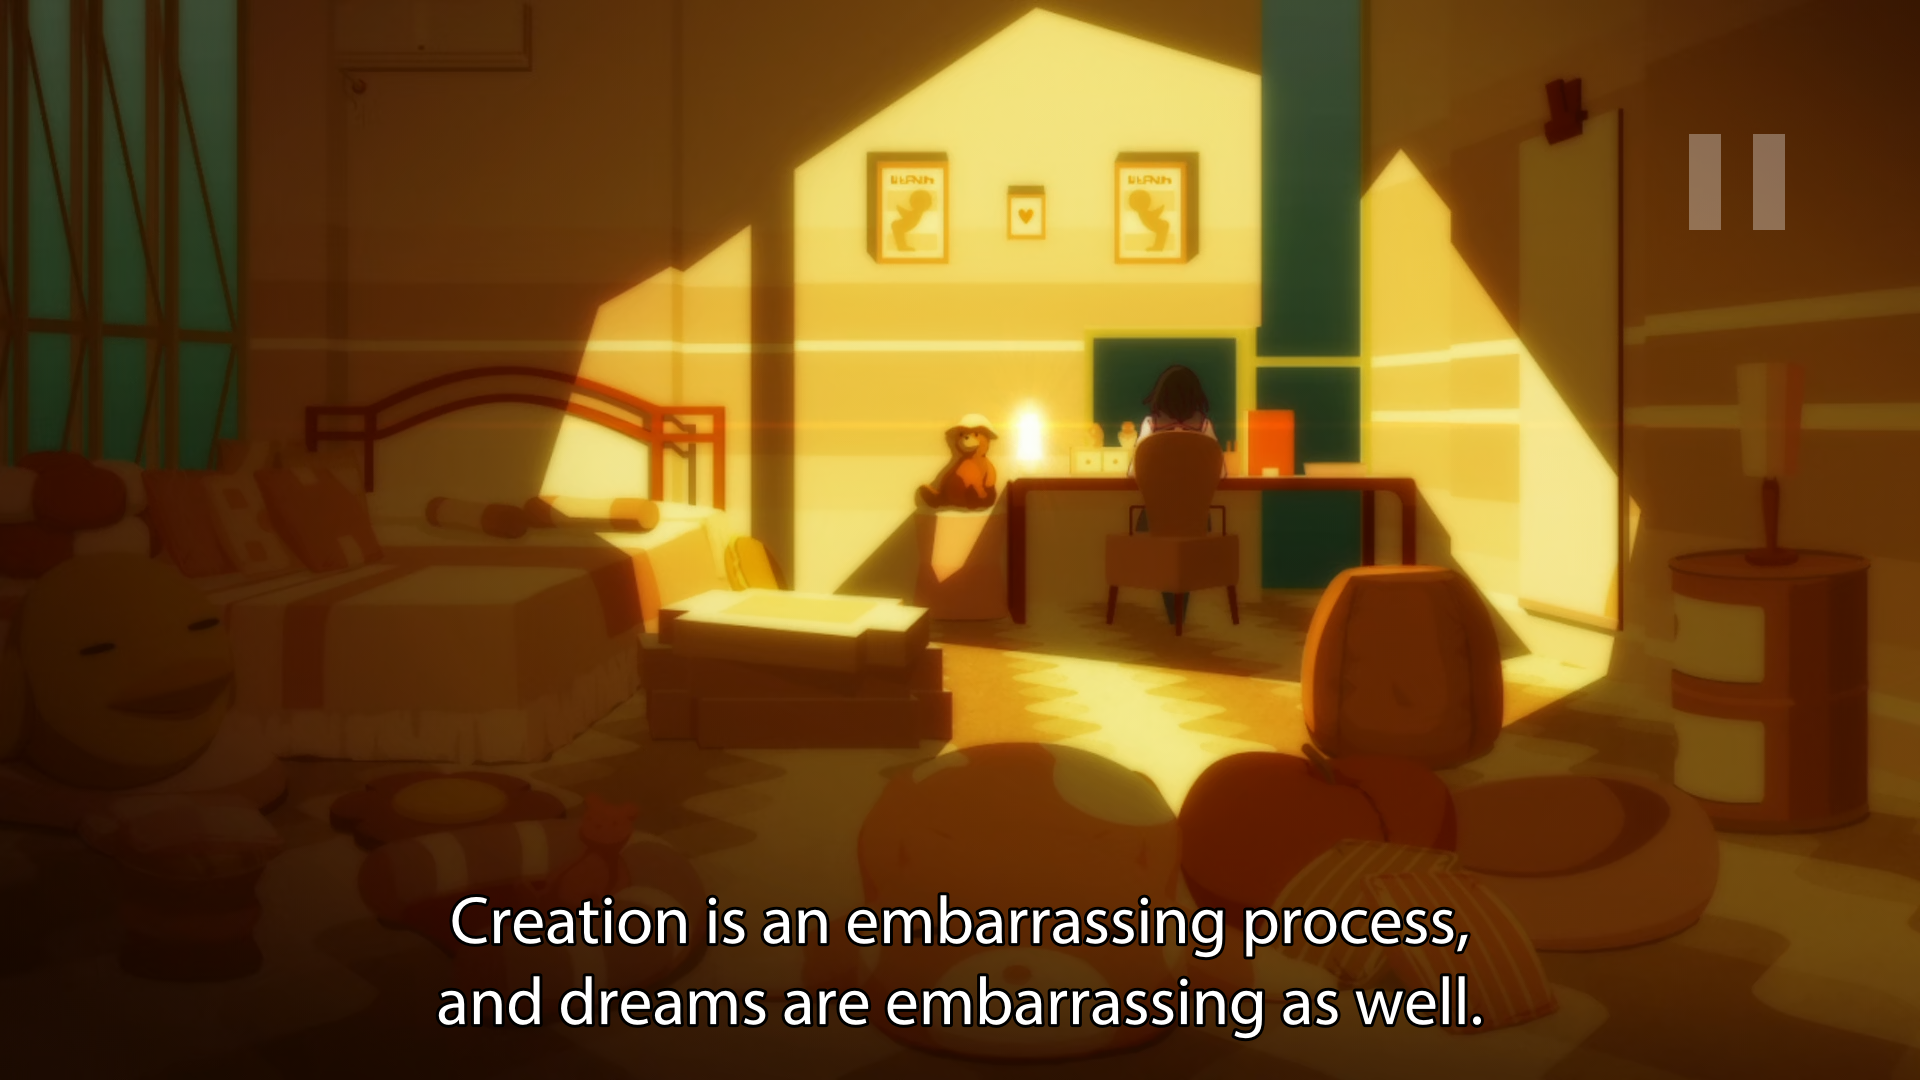 Creation is an embarrassing process,
and dreams are embarrassing as well.